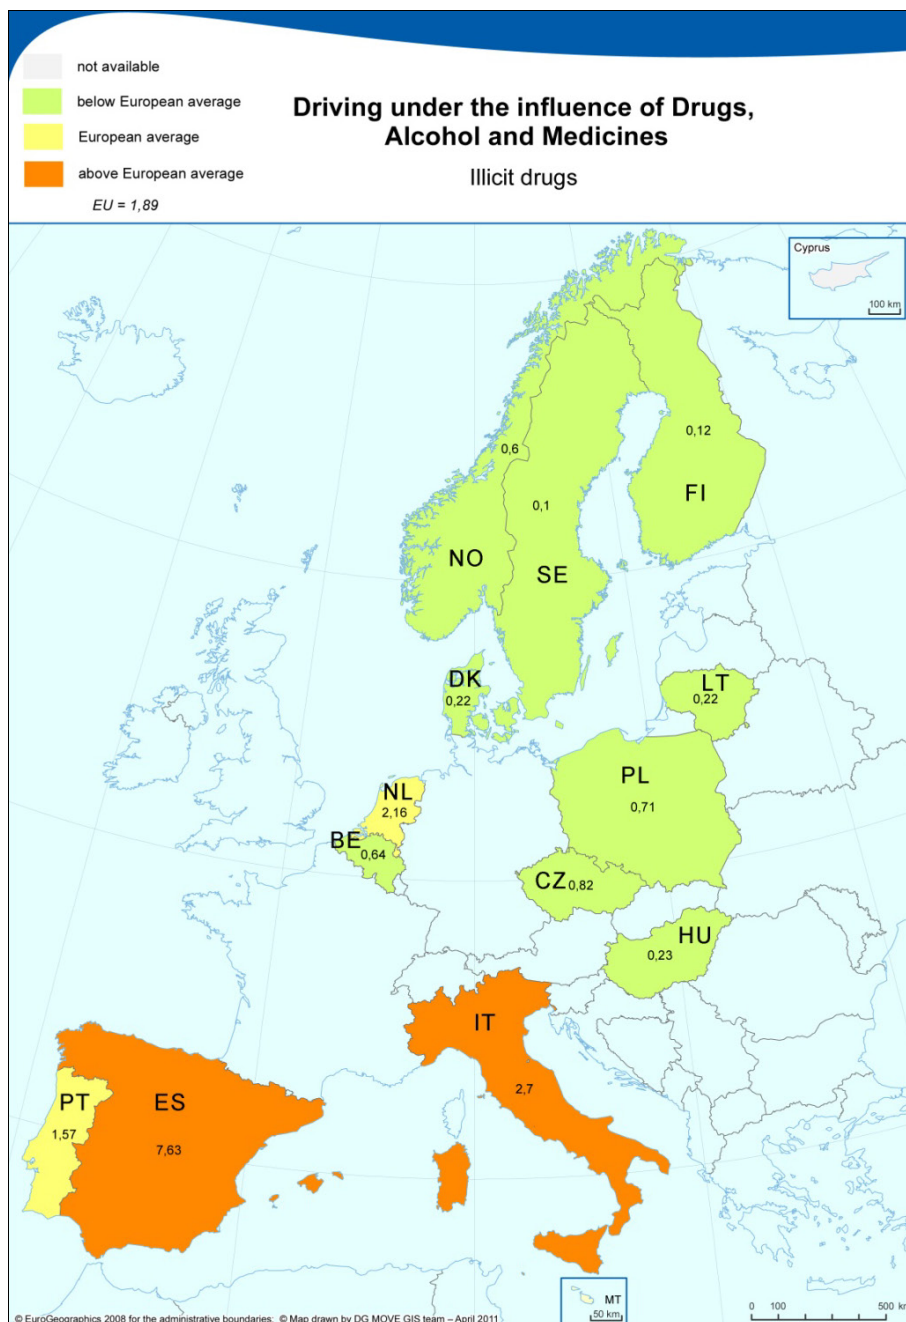 not available
below European average
European average
above European average
EU = 1,89
Driving under the influence of Drugs,
Alcohol and Medicines
Illicit drugs
Cyprus
100 km
0,12
0,6
FI
0,1
NO
SE
DK
0,22
LT
0,22
PL
0,71
NL
2,16
BE
0,64
CZ 0,82
HU
0,23
IT
2,7
PT
1,57
ES
7,63
MT
50 km
0 100 500 km
© EuroGeographics 2008 for the administrative boundaries; © Map drawn by DG MOVE GIS team – April 2011